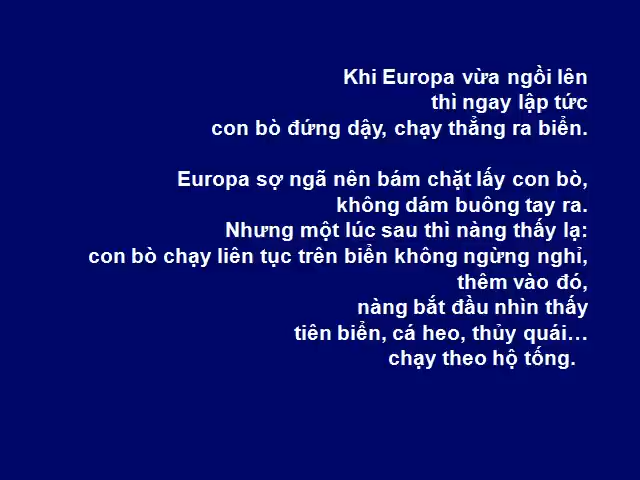 Khi Europa vừa ngồi lên
thì ngay lập tức
con bò đứng dậy, chạy thẳng ra biển.
Europa sợ ngã nên bám chặt lấy con bò,
không dám buông tay ra.
Nhưng một lúc sau thì nàng thấy lạ:
con bò chạy liên tục trên biển không ngừng nghỉ,
thêm vào đó,
nàng bắt đầu nhìn thấy
tiên biển, cá heo, thủy quái…
chạy theo hộ tống.